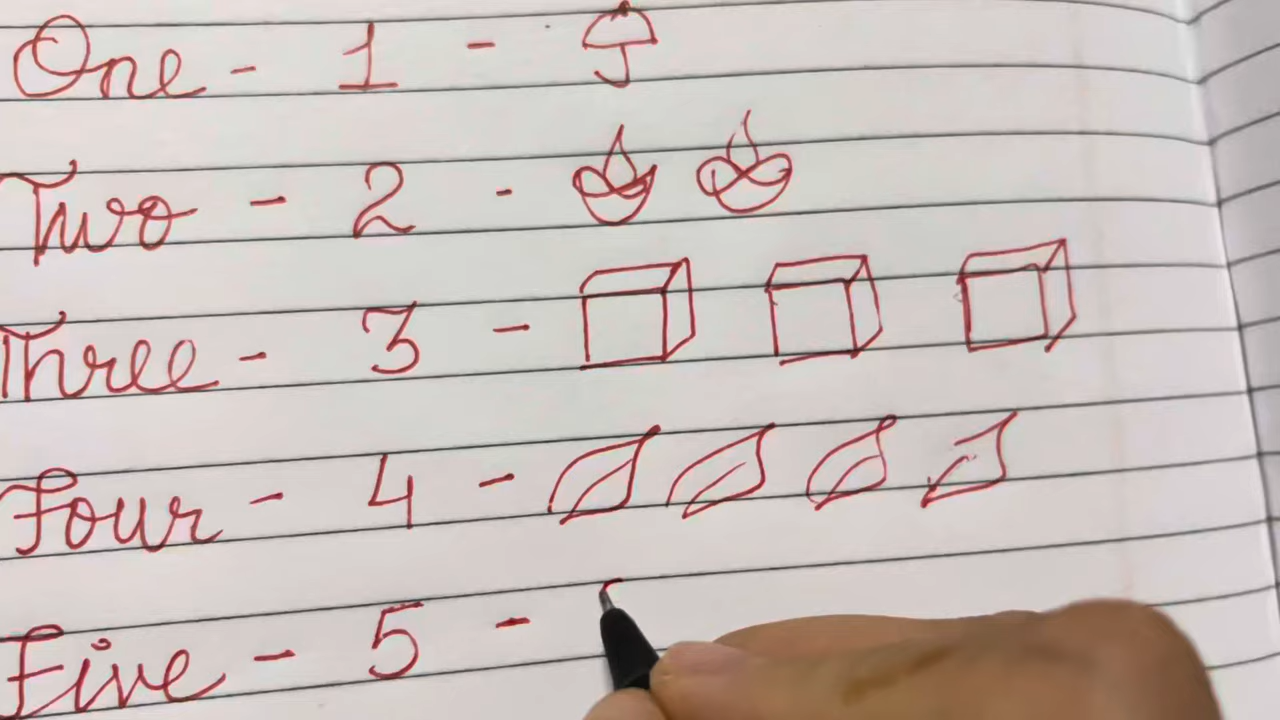 One - 1 -
Two - 2 -
Three - 3 -
Four - 4 -
Five - 5 -